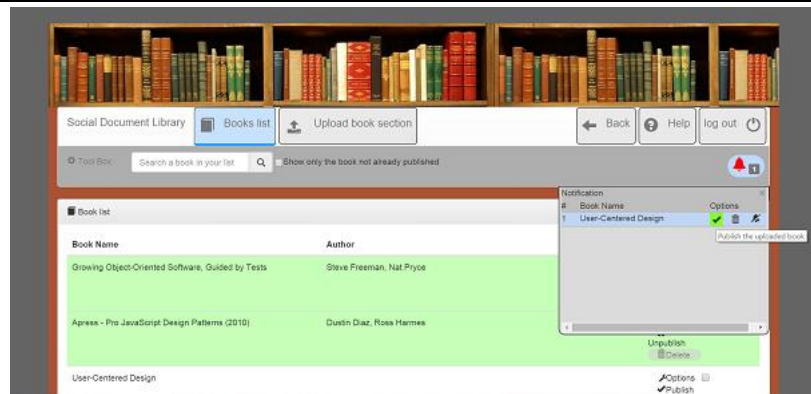 Social Document Library Books list Upload book section Back Help log out
Tool Box Search a book in your list Show only the book not already published 1
Notification ×
# Book Name Options
1 User-Centered Design
Publish the uploaded book
Book list
Book Name Author
Growing Object-Oriented Software, Guided by Tests Steve Freeman, Nat Pryce
Apress - Pro JavaScript Design Patterns (2010) Dustin Diaz, Ross Harmes
Unpublish
Delete
User-Centered Design Options
Publish